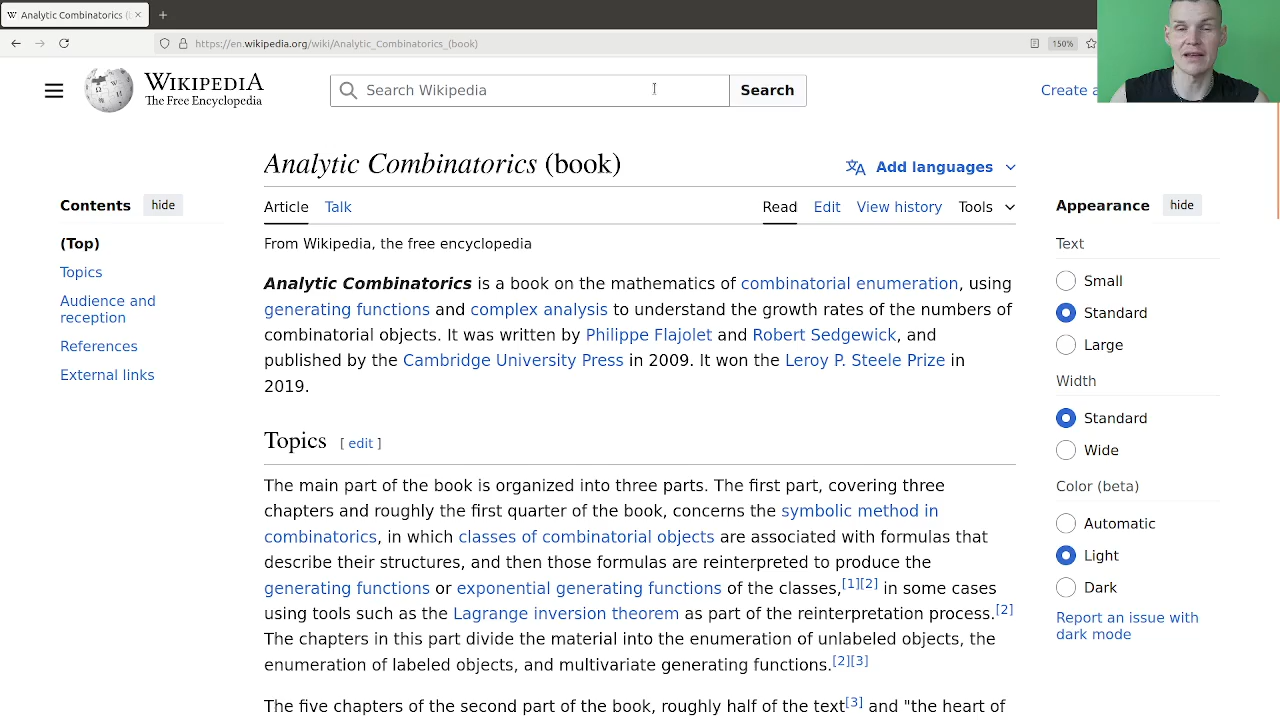 Analytic Combinatorics (
https://en.wikipedia.org/wiki/Analytic_Combinatorics_(book)
150%
WIKIPEDIA
The Free Encyclopedia
Search Wikipedia
Search
Create a
Analytic Combinatorics (book)
Add languages
Article Talk
Read Edit View history Tools
From Wikipedia, the free encyclopedia
Contents hide
(Top)
Topics
Audience and
reception
References
External links
Analytic Combinatorics is a book on the mathematics of combinatorial enumeration, using
generating functions and complex analysis to understand the growth rates of the numbers of
combinatorial objects. It was written by Philippe Flajolet and Robert Sedgewick, and
published by the Cambridge University Press in 2009. It won the Leroy P. Steele Prize in
2019.
Topics [ edit ]
The main part of the book is organized into three parts. The first part, covering three
chapters and roughly the first quarter of the book, concerns the symbolic method in
combinatorics, in which classes of combinatorial objects are associated with formulas that
describe their structures, and then those formulas are reinterpreted to produce the
generating functions or exponential generating functions of the classes,[1][2] in some cases
using tools such as the Lagrange inversion theorem as part of the reinterpretation process.[2]
The chapters in this part divide the material into the enumeration of unlabeled objects, the
enumeration of labeled objects, and multivariate generating functions.[2][3]
The five chapters of the second part of the book, roughly half of the text[3] and "the heart of
Appearance hide
Text
Small
Standard
Large
Width
Standard
Wide
Color (beta)
Automatic
Light
Dark
Report an issue with
dark mode